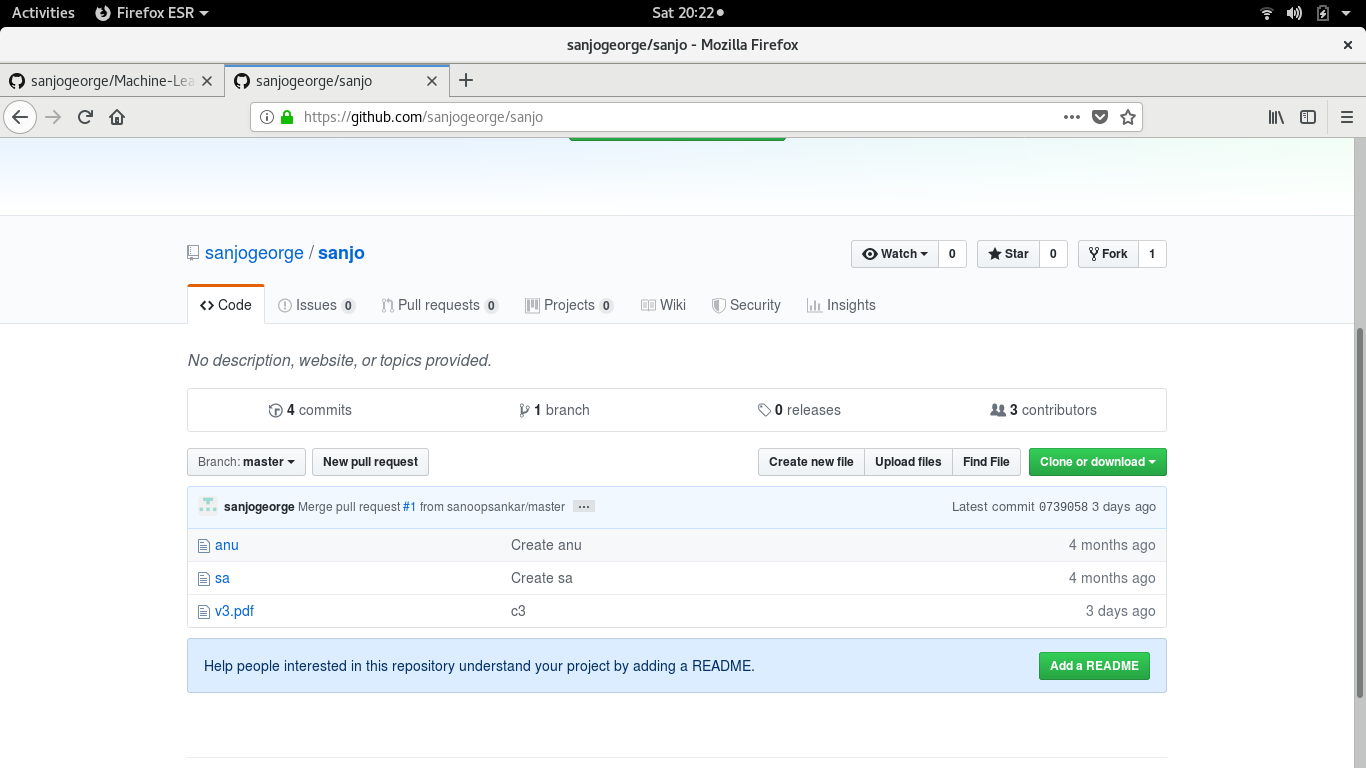 Activities Firefox ESR Sat 20:22
sanjogeorge/sanjo - Mozilla Firefox
sanjogeorge/Machine-Lea sanjogeorge/sanjo
https://github.com/sanjogeorge/sanjo
sanjogeorge / sanjo Watch 0 Star 0 Fork 1
Code Issues 0 Pull requests 0 Projects 0 Wiki Security Insights
No description, website, or topics provided.
4 commits 1 branch 0 releases 3 contributors
Branch: master New pull request Create new file Upload files Find File Clone or download
sanjogeorge Merge pull request #1 from sanoopsankar/master … Latest commit 0739058 3 days ago
anu Create anu 4 months ago
sa Create sa 4 months ago
v3.pdf c3 3 days ago
Help people interested in this repository understand your project by adding a README. Add a README